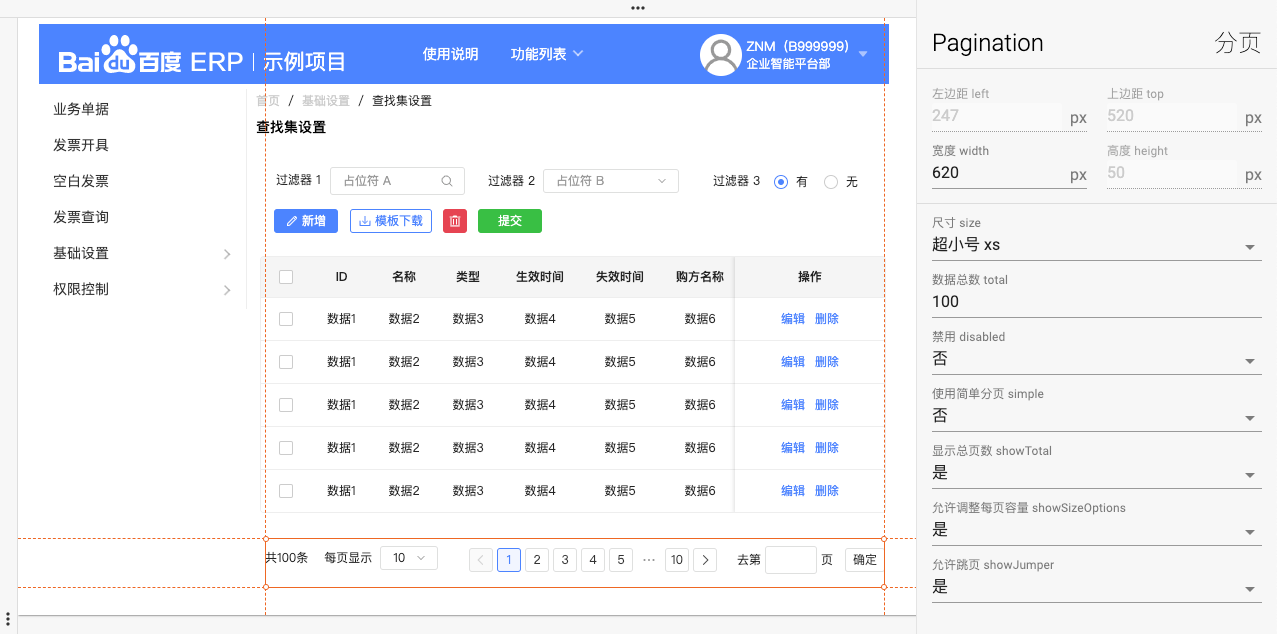 Bai du 百度 ERP 示例项目
使用说明
功能列表
ZNM（B999999）
企业智能平台部
业务单据
发票开具
空白发票
发票查询
基础设置
权限控制
首页 / 基础设置 / 查找集设置
查找集设置
过滤器 1 占位符 A 过滤器 2 占位符 B 过滤器 3 有 无
新增 模板下载 提交
ID 名称 类型 生效时间 失效时间 购方名称 操作
数据1 数据2 数据3 数据4 数据5 数据6 编辑 删除
数据1 数据2 数据3 数据4 数据5 数据6 编辑 删除
数据1 数据2 数据3 数据4 数据5 数据6 编辑 删除
数据1 数据2 数据3 数据4 数据5 数据6 编辑 删除
数据1 数据2 数据3 数据4 数据5 数据6 编辑 删除
共100条 每页显示 10 1 2 3 4 5 ··· 10 去第 页 确定
Pagination 分页
左边距 left 上边距 top
247 px 520 px
宽度 width 高度 height
620 px 50 px
尺寸 size
超小号 xs
数据总数 total
100
禁用 disabled
否
使用简单分页 simple
否
显示总页数 showTotal
是
允许调整每页容量 showSizeOptions
是
允许跳页 showJumper
是